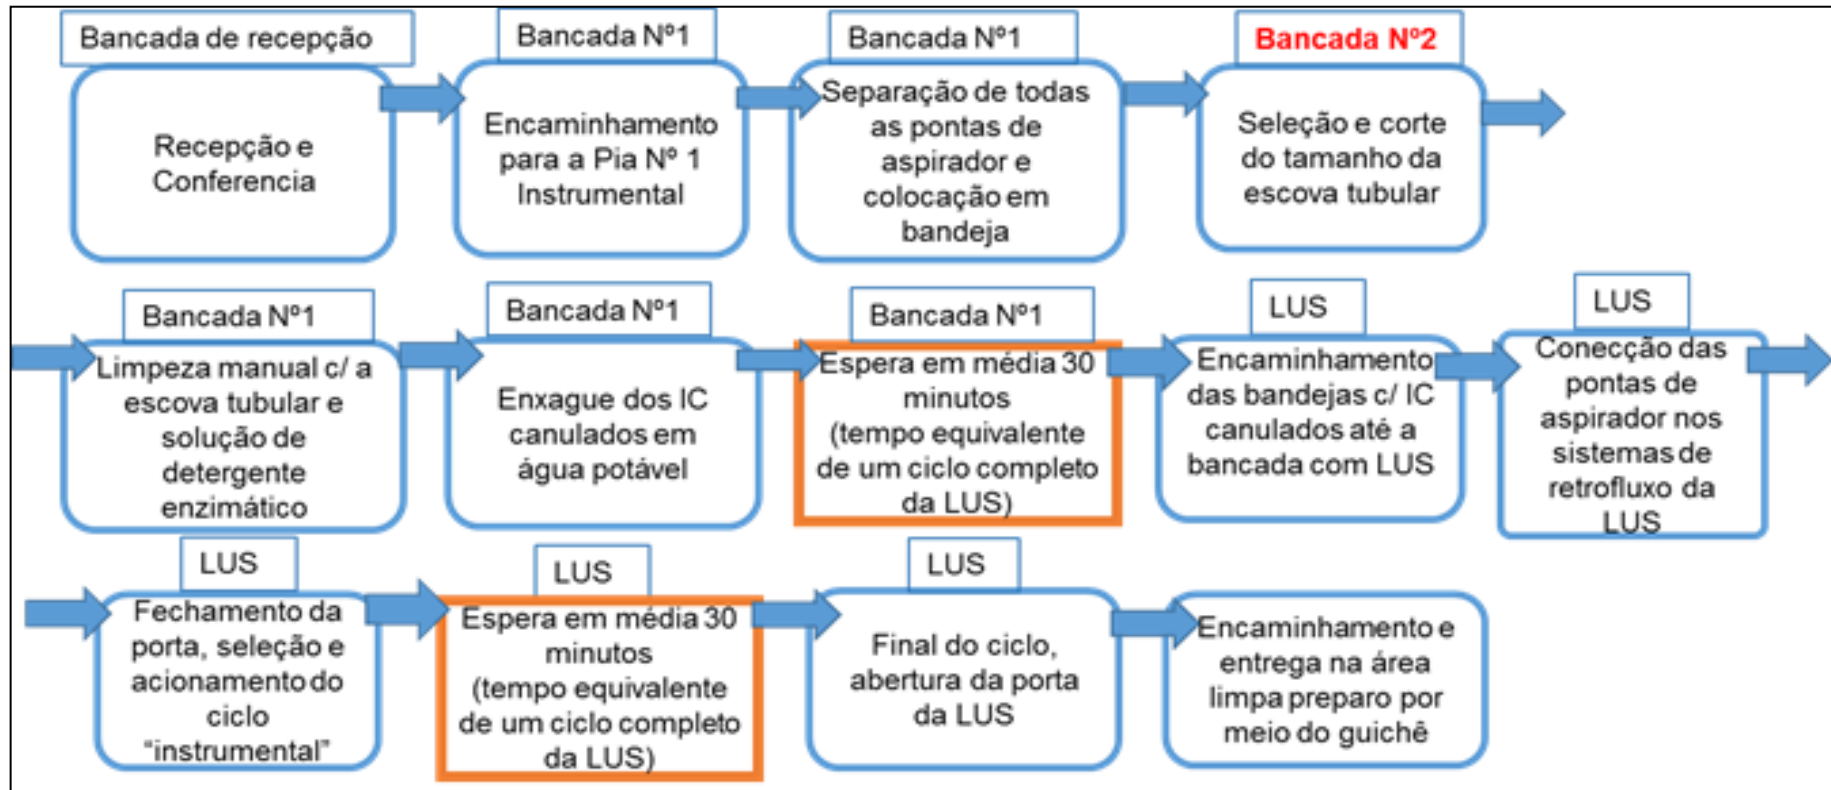 Bancada de recepção
Recepção e
Conferencia
Bancada Nº1
Encaminhamento
para a Pia Nº 1
Instrumental
Bancada Nº1
Separação de todas
as pontas de
aspirador e
colocação em
bandeja
Bancada Nº2
Seleção e corte
do tamanho da
escova tubular
Bancada Nº1
Limpeza manual c/ a
escova tubular e
solução de
detergente
enzimático
Bancada Nº1
Enxague dos IC
canulados em
água potável
Bancada Nº1
Espera em média 30
minutos
(tempo equivalente
de um ciclo completo
da LUS)
LUS
Encaminhamento
das bandejas c/ IC
canulados até a
bancada com LUS
LUS
Conecção das
pontas de
aspirador nos
sistemas de
retrofluxo da
LUS
LUS
Fechamento da
porta, seleção e
acionamento do
ciclo
“instrumental”
LUS
Espera em média 30
minutos
(tempo equivalente
de um ciclo completo
da LUS)
LUS
Final do ciclo,
abertura da porta
da LUS
Encaminhamento e
entrega na área
limpa preparo por
meio do guichê